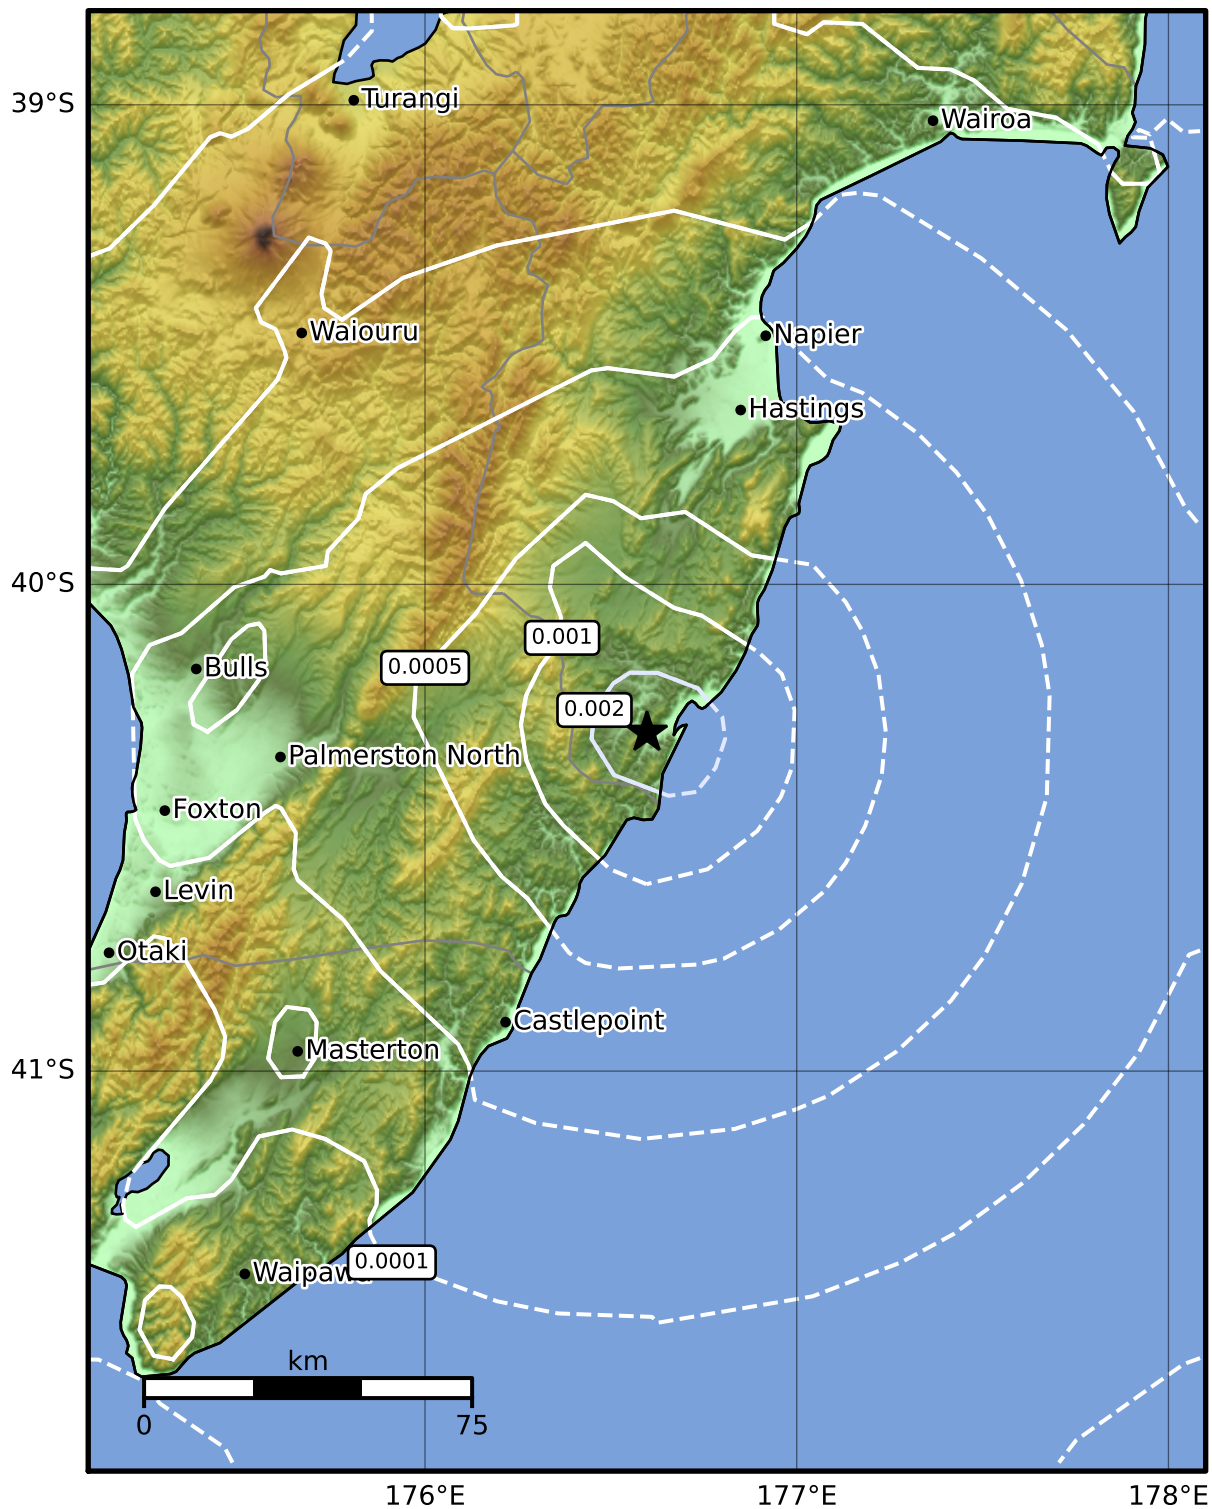 39°S
Turangi
Wairoa
Waiouru
Napier
Hastings
40°S
0.001
0.0005
Bulls
0.002
Palmerston North
Foxton
Levin
Otaki
Castlepoint
Masterton
41°S
0.0001
km
0
75
176°E
177°E
178°E